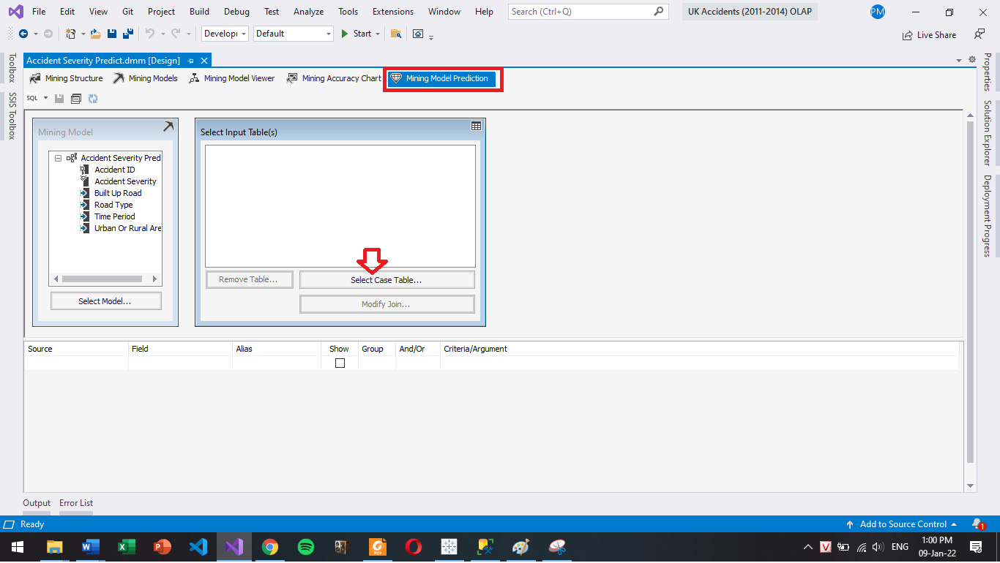 File Edit View Git Project Build Debug Test Analyze Tools Extensions Window Help Search (Ctrl+Q) UK Accidents (2011-2014) OLAP PM
Developi Default Start Live Share
Accident Severity Predict.dmm [Design]
Mining Structure Mining Models Mining Model Viewer Mining Accuracy Chart Mining Model Prediction
SQL
Toolbox
SSIS Toolbox
Properties
Solution Explorer
Deployment Progress
Mining Model
Accident Severity Pred
Accident ID
Accident Severity
Built Up Road
Road Type
Time Period
Urban Or Rural Are
Select Model...
Select Input Table(s)
Remove Table... Select Case Table...
Modify Join...
Source Field Alias Show Group And/Or Criteria/Argument
Output Error List
Ready Add to Source Control 1
ENG 1:00 PM
09-Jan-22